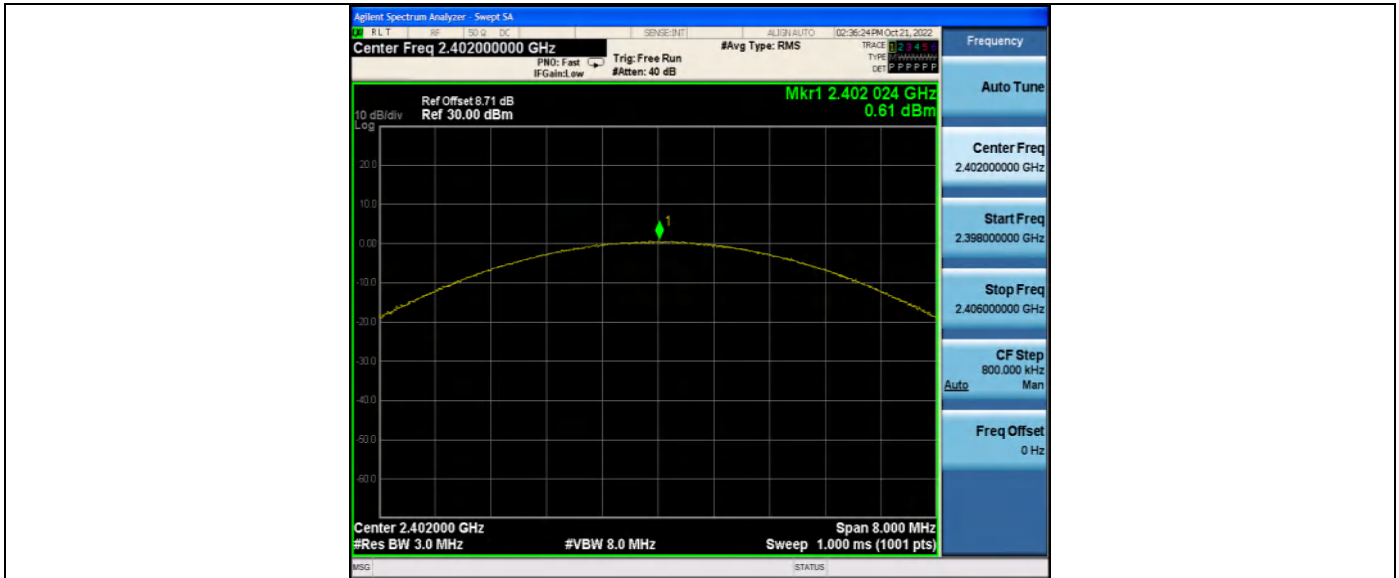 Agilent Spectrum Analyzer - Swept SA
RLT RF 50 Ω DC SENSE:INT ALIGN AUTO 02:36:24 PM Oct 21, 2022
Center Freq 2.402000000 GHz #Avg Type: RMS TRACE 1 2 3 4 5 6
PNO: Fast Trig: Free Run TYPE
IFGain:Low #Atten: 40 dB DET P P P P P P
Mkr1 2.402 024 GHz
0.61 dBm
Ref Offset 8.71 dB
10 dB/div Ref 30.00 dBm
Log
20.0
10.0
1
0.00
-10.0
-20.0
-30.0
-40.0
-50.0
-60.0
Center 2.402000 GHz Span 8.000 MHz
#Res BW 3.0 MHz #VBW 8.0 MHz Sweep 1.000 ms (1001 pts)
MSG STATUS
Frequency
Auto Tune
Center Freq
2.402000000 GHz
Start Freq
2.398000000 GHz
Stop Freq
2.406000000 GHz
CF Step
800.000 kHz
Auto Man
Freq Offset
0 Hz